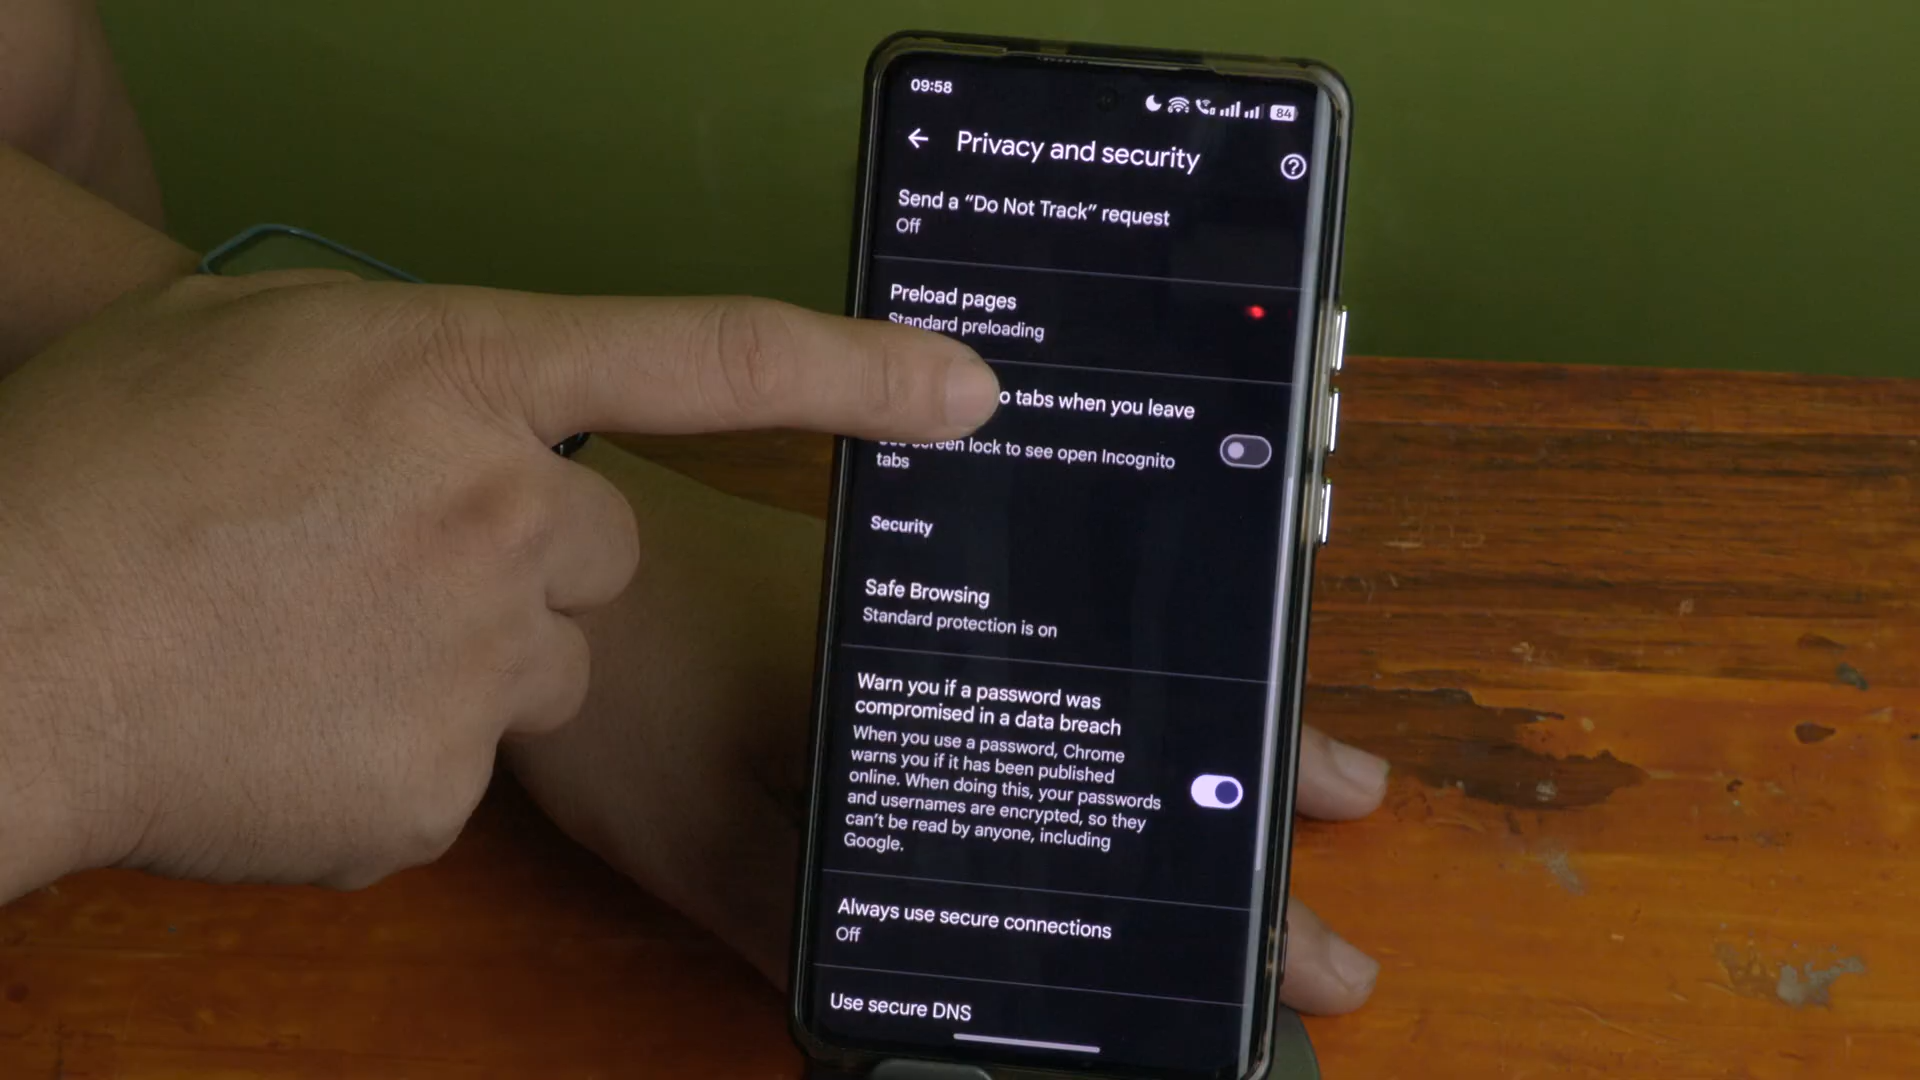 09:58
84
Privacy and security
Send a “Do Not Track” request
Off
Preload pages
Standard preloading
tabs when you leave
screen lock to see open Incognito
tabs
Security
Safe Browsing
Standard protection is on
Warn you if a password was
compromised in a data breach
When you use a password, Chrome
warns you if it has been published
online. When doing this, your passwords
and usernames are encrypted, so they
can’t be read by anyone, including
Google.
Always use secure connections
Off
Use secure DNS